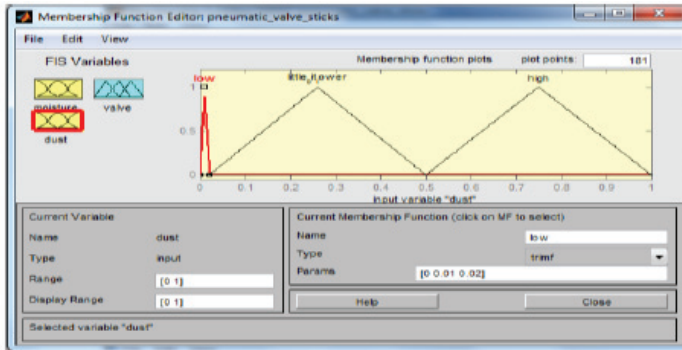 Membership Function Editor: pneumatic_valve_sticks
File Edit View
FIS Variables
Membership function plots plot points: 181
moisture valve
dust
low high
1
0.5
0
0 0.1 0.2 0.3 0.4 0.5 0.6 0.7 0.8 0.9 1
input variable "dust"
Current Variable
Name dust
Type input
Range [0 1]
Display Range [0 1]
Current Membership Function (click on MF to select)
Name low
Type trimf
Params [0 0.01 0.02]
Help Close
Selected variable "dust"